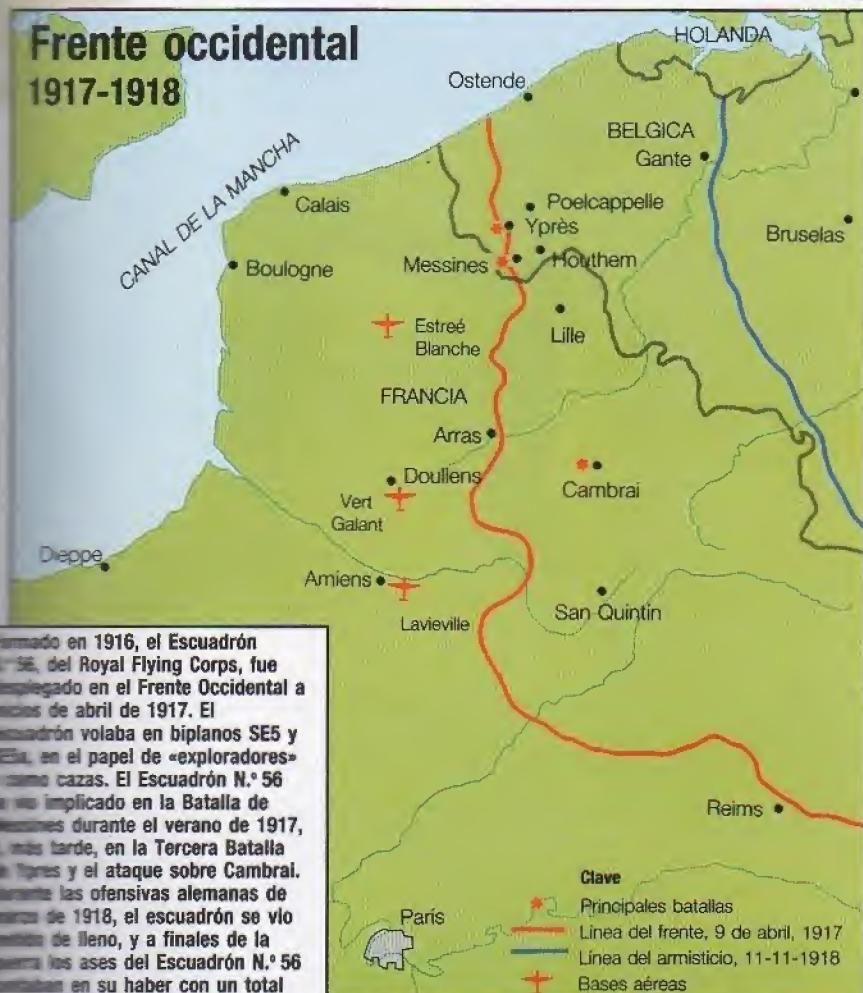 Frente occidental
1917-1918
HOLANDA
Ostende
BELGICA
Gante
CANAL DE LA MANCHA
Calais
Poelcappelle
Yprès
Bruselas
Boulogne
Messines
Houthem
Estreé
Blanche
Lille
FRANCIA
Arras
Doullens
Cambrai
Vert
Galant
Dieppe
Amiens
San Quintin
Lavieville
en 1916, el Escuadrón
del Royal Flying Corps, fue
en el Frente Occidental a
de abril de 1917. El
volaba en biplanos SE5 y
en el papel de «exploradores»
cazas. El Escuadrón N.º 56
implicado en la Batalla de
durante el verano de 1917,
más tarde, en la Tercera Batalla
y el ataque sobre Cambrai.
las ofensivas alemanas de
de 1918, el escuadrón se vio
de lleno, y a finales de la
los ases del Escuadrón N.º 56
en su haber con un total
Reims
París
Clave
Principales batallas
Línea del frente, 9 de abril, 1917
Línea del armisticio, 11-11-1918
Bases aéreas